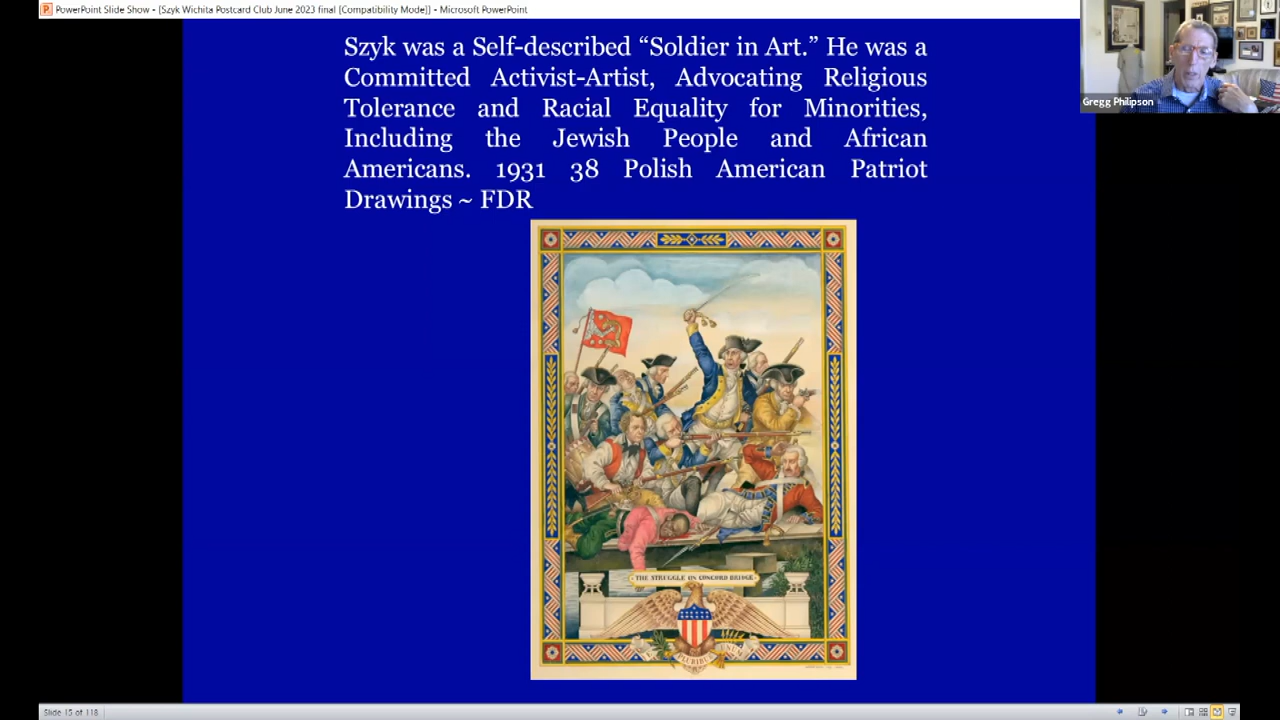 PowerPoint Slide Show - [Szyk Wichita Postcard Club June 2023 final [Compatibility Mode]] - Microsoft PowerPoint
Szyk was a Self-described “Soldier in Art.” He was a
Committed Activist-Artist, Advocating Religious
Tolerance and Racial Equality for Minorities,
Including the Jewish People and African
Americans. 1931 38 Polish American Patriot
Drawings ~ FDR
Gregg Philipson
THE STRUGGLE ON CONCORD BRIDGE
PLURIBUS
Slide 15 of 118